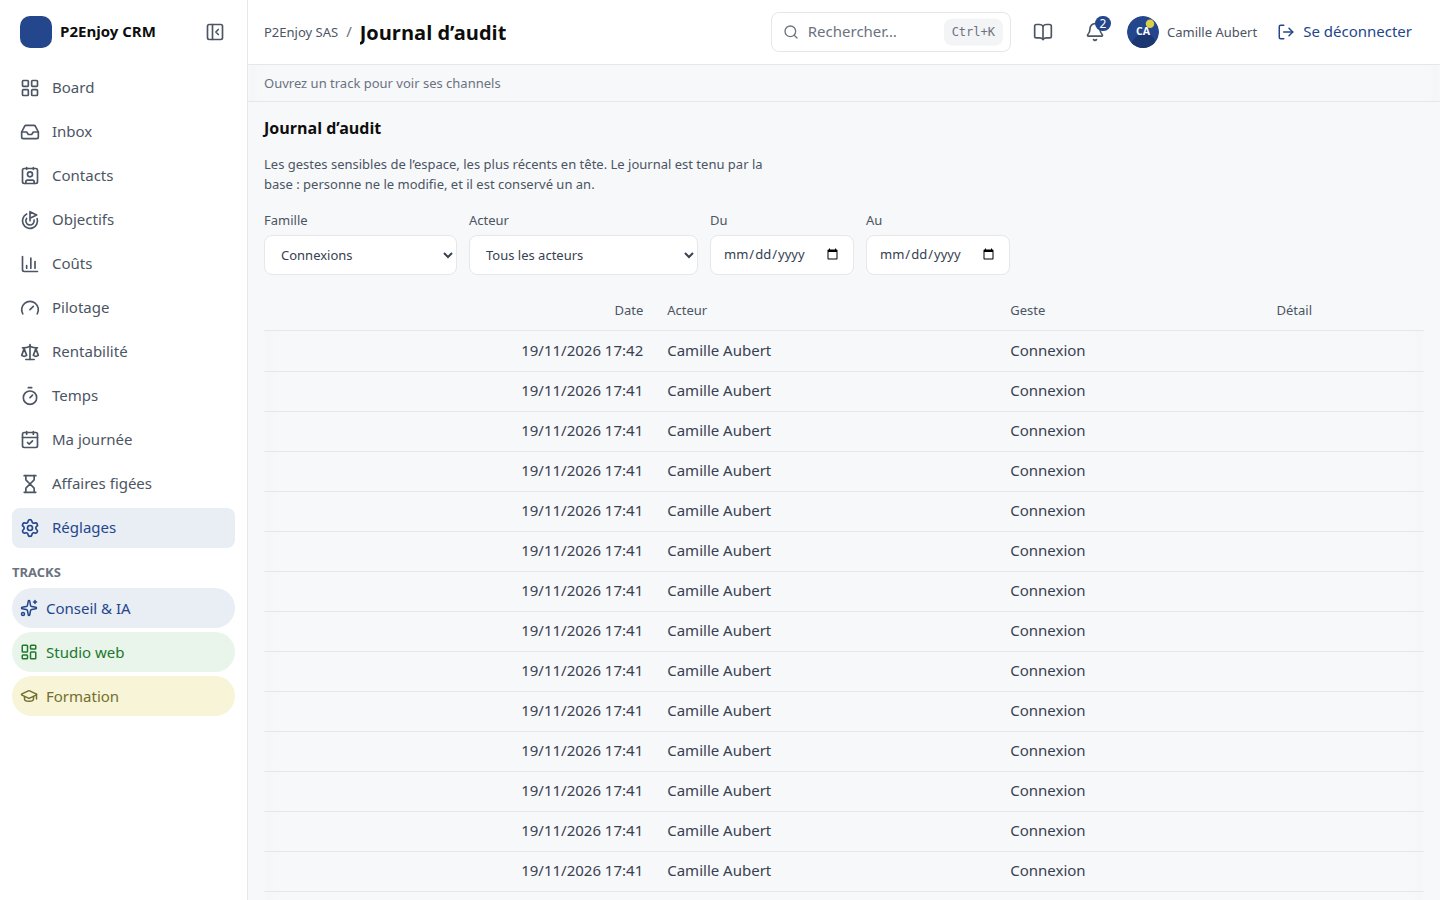 P2Enjoy CRM
Board
Inbox
Contacts
Objectifs
Coûts
Pilotage
Rentabilité
Temps
Ma journée
Affaires figées
Réglages
TRACKS
Conseil & IA
Studio web
Formation
P2Enjoy SAS / Journal d’audit
Rechercher... Ctrl+K
2
CA Camille Aubert
Se déconnecter
Ouvrez un track pour voir ses channels
Journal d’audit
Les gestes sensibles de l’espace, les plus récents en tête. Le journal est tenu par la
base : personne ne le modifie, et il est conservé un an.
Famille Acteur Du Au
Connexions Tous les acteurs mm/dd/yyyy mm/dd/yyyy
Date Acteur Geste Détail
19/11/2026 17:42 Camille Aubert Connexion
19/11/2026 17:41 Camille Aubert Connexion
19/11/2026 17:41 Camille Aubert Connexion
19/11/2026 17:41 Camille Aubert Connexion
19/11/2026 17:41 Camille Aubert Connexion
19/11/2026 17:41 Camille Aubert Connexion
19/11/2026 17:41 Camille Aubert Connexion
19/11/2026 17:41 Camille Aubert Connexion
19/11/2026 17:41 Camille Aubert Connexion
19/11/2026 17:41 Camille Aubert Connexion
19/11/2026 17:41 Camille Aubert Connexion
19/11/2026 17:41 Camille Aubert Connexion
19/11/2026 17:41 Camille Aubert Connexion
19/11/2026 17:41 Camille Aubert Connexion